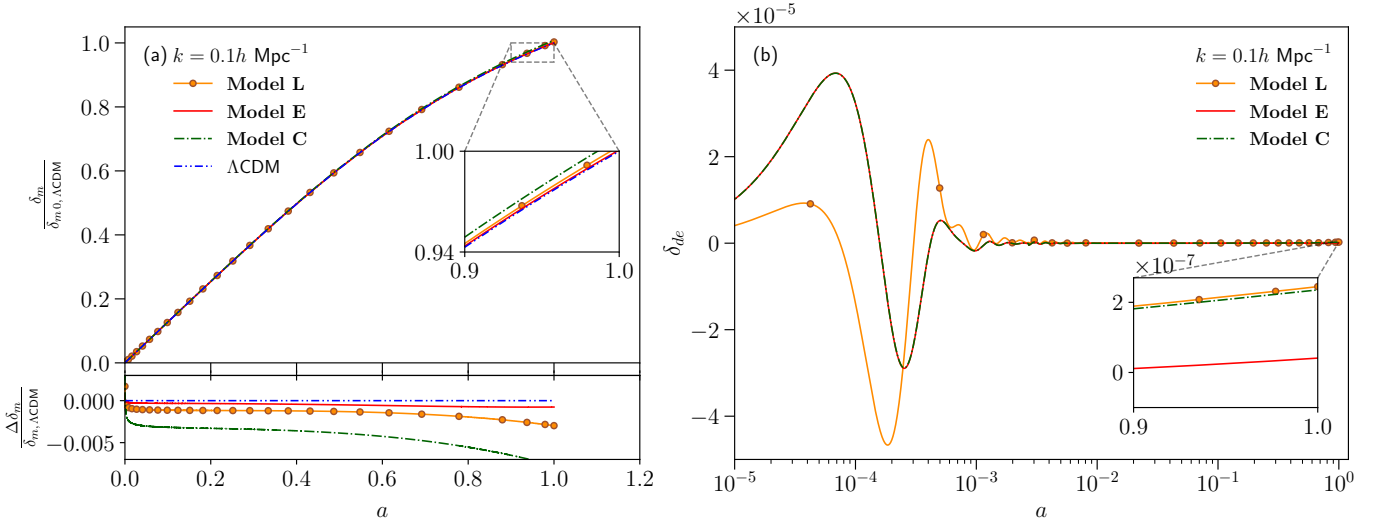 (a) k = 0.1h Mpc⁻¹
Model L
Model E
Model C
ΛCDM
δₘ / δₘ₀,ΛCDM
1.0
0.8
0.6
0.4
0.2
0.0
1.00
0.94
0.9 1.0
Δδₘ / δₘ,ΛCDM
0.000
−0.005
0.0 0.2 0.4 0.6 0.8 1.0 1.2
a
×10⁻⁵
(b) k = 0.1h Mpc⁻¹
Model L
Model E
Model C
δ_de
4
2
0
−2
−4
×10⁻⁷
2
0
0.9 1.0
10⁻⁵ 10⁻⁴ 10⁻³ 10⁻² 10⁻¹ 10⁰
a